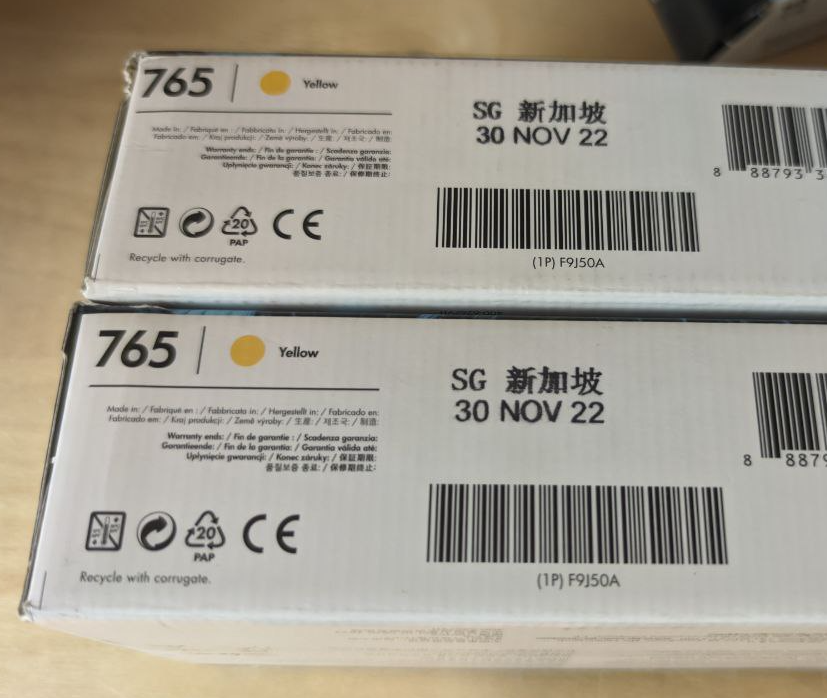 765 Yellow
SG 新加坡
30 NOV 22
Made in: / Fabriqué en : / Fabbricato in: / Hergestellt in: / Fabricado en:
Fabricado em: / Kraj produkcji: / Země výroby: / 生産: / 제조국: / 制造:
Warranty ends: / Fin de garantie : / Scadenza garanzia:
Garantieende: / Fin de la garantía: / Garantia válida até:
Upłynięcie gwarancji: / Konec záruky: / 保証期限:
품질보증 종료: / 保修期终止:
8 88793 3
20
PAP
CE
Recycle with corrugate.
(1P) F9J50A
765 Yellow
SG 新加坡
30 NOV 22
Made in: / Fabriqué en : / Fabbricato in: / Hergestellt in: / Fabricado en:
Fabricado em: / Kraj produkcji: / Země výroby: / 生産: / 제조국: / 制造:
Warranty ends: / Fin de garantie : / Scadenza garanzia:
Garantieende: / Fin de la garantía: / Garantia válida até:
Upłynięcie gwarancji: / Konec záruky: / 保証期限:
품질보증 종료: / 保修期终止:
8 8879
20
PAP
CE
Recycle with corrugate.
(1P) F9J50A